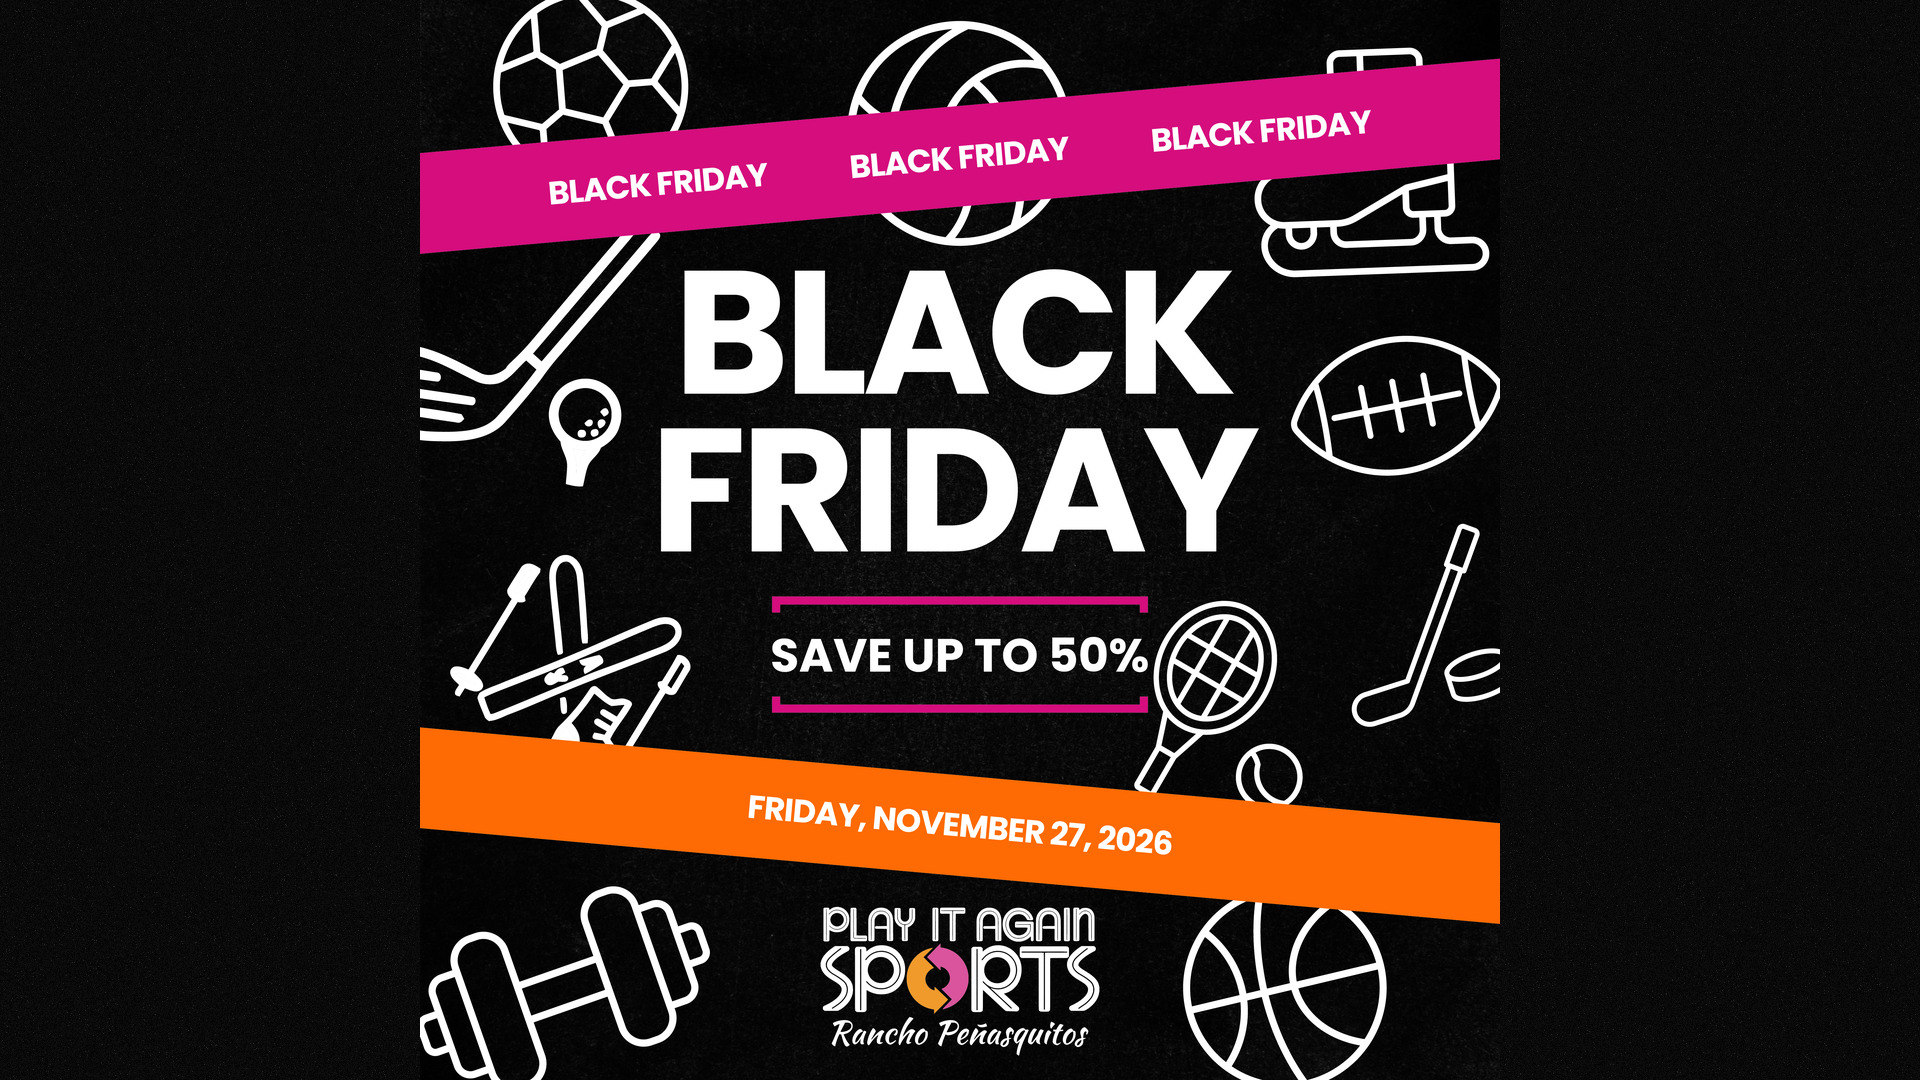 BLACK FRIDAY BLACK FRIDAY BLACK FRIDAY
BLACK
FRIDAY
SAVE UP TO 50%
FRIDAY, NOVEMBER 27, 2026
PLAY IT AGAIN
SPORTS
Rancho Peñasquitos